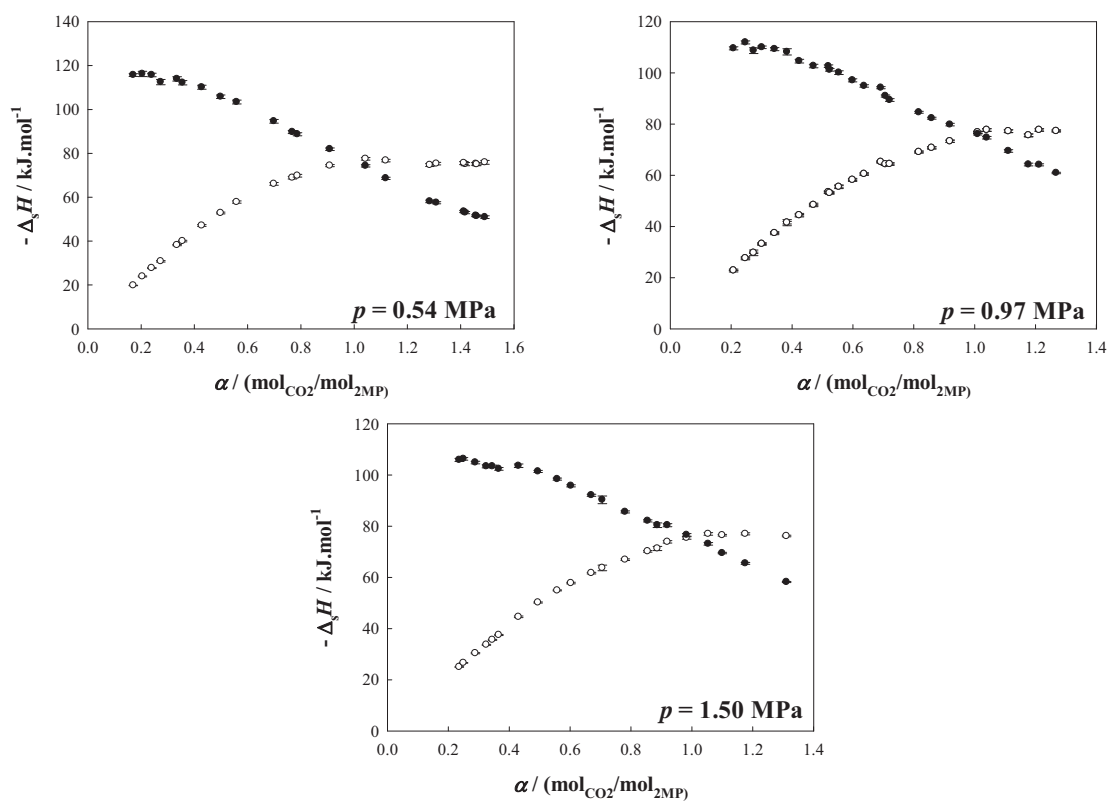 140
120
100
80
60
40
20
0
- ΔsH / kJ.mol-1
p = 0.54 MPa
0.0 0.2 0.4 0.6 0.8 1.0 1.2 1.4 1.6
α / (molCO2/mol2MP)
120
100
80
60
40
20
0
- ΔsH / kJ.mol-1
p = 0.97 MPa
0.0 0.2 0.4 0.6 0.8 1.0 1.2 1.4
α / (molCO2/mol2MP)
120
100
80
60
40
20
0
- ΔsH / kJ.mol-1
p = 1.50 MPa
0.0 0.2 0.4 0.6 0.8 1.0 1.2 1.4
α / (molCO2/mol2MP)